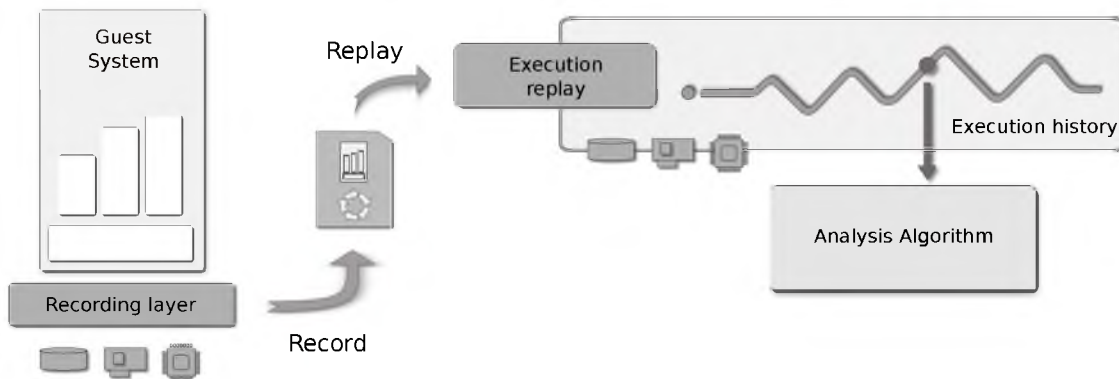 Guest
System
Recording layer
Record
Replay
Execution
replay
Execution history
Analysis Algorithm